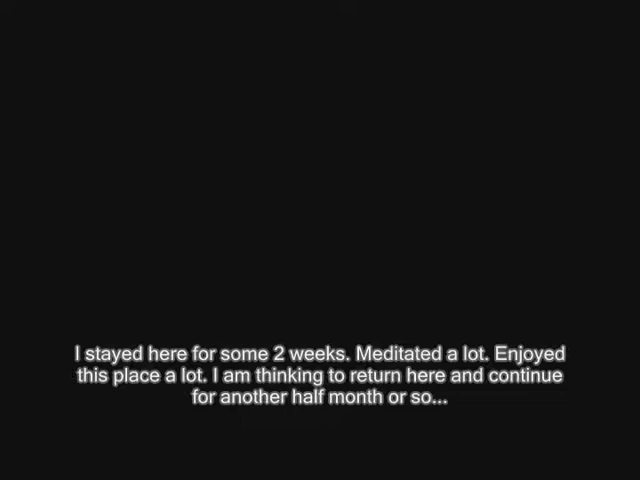 I stayed here for some 2 weeks. Meditated a lot. Enjoyed
this place a lot. I am thinking to return here and continue
for another half month or so...